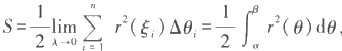 S = \frac{1}{2} \lim_{\lambda \to 0} \sum_{i=1}^{n} r^2(\xi_i) \Delta\theta_i = \frac{1}{2} \int_{\alpha}^{\beta} r^2(\theta) \mathrm{d}\theta,